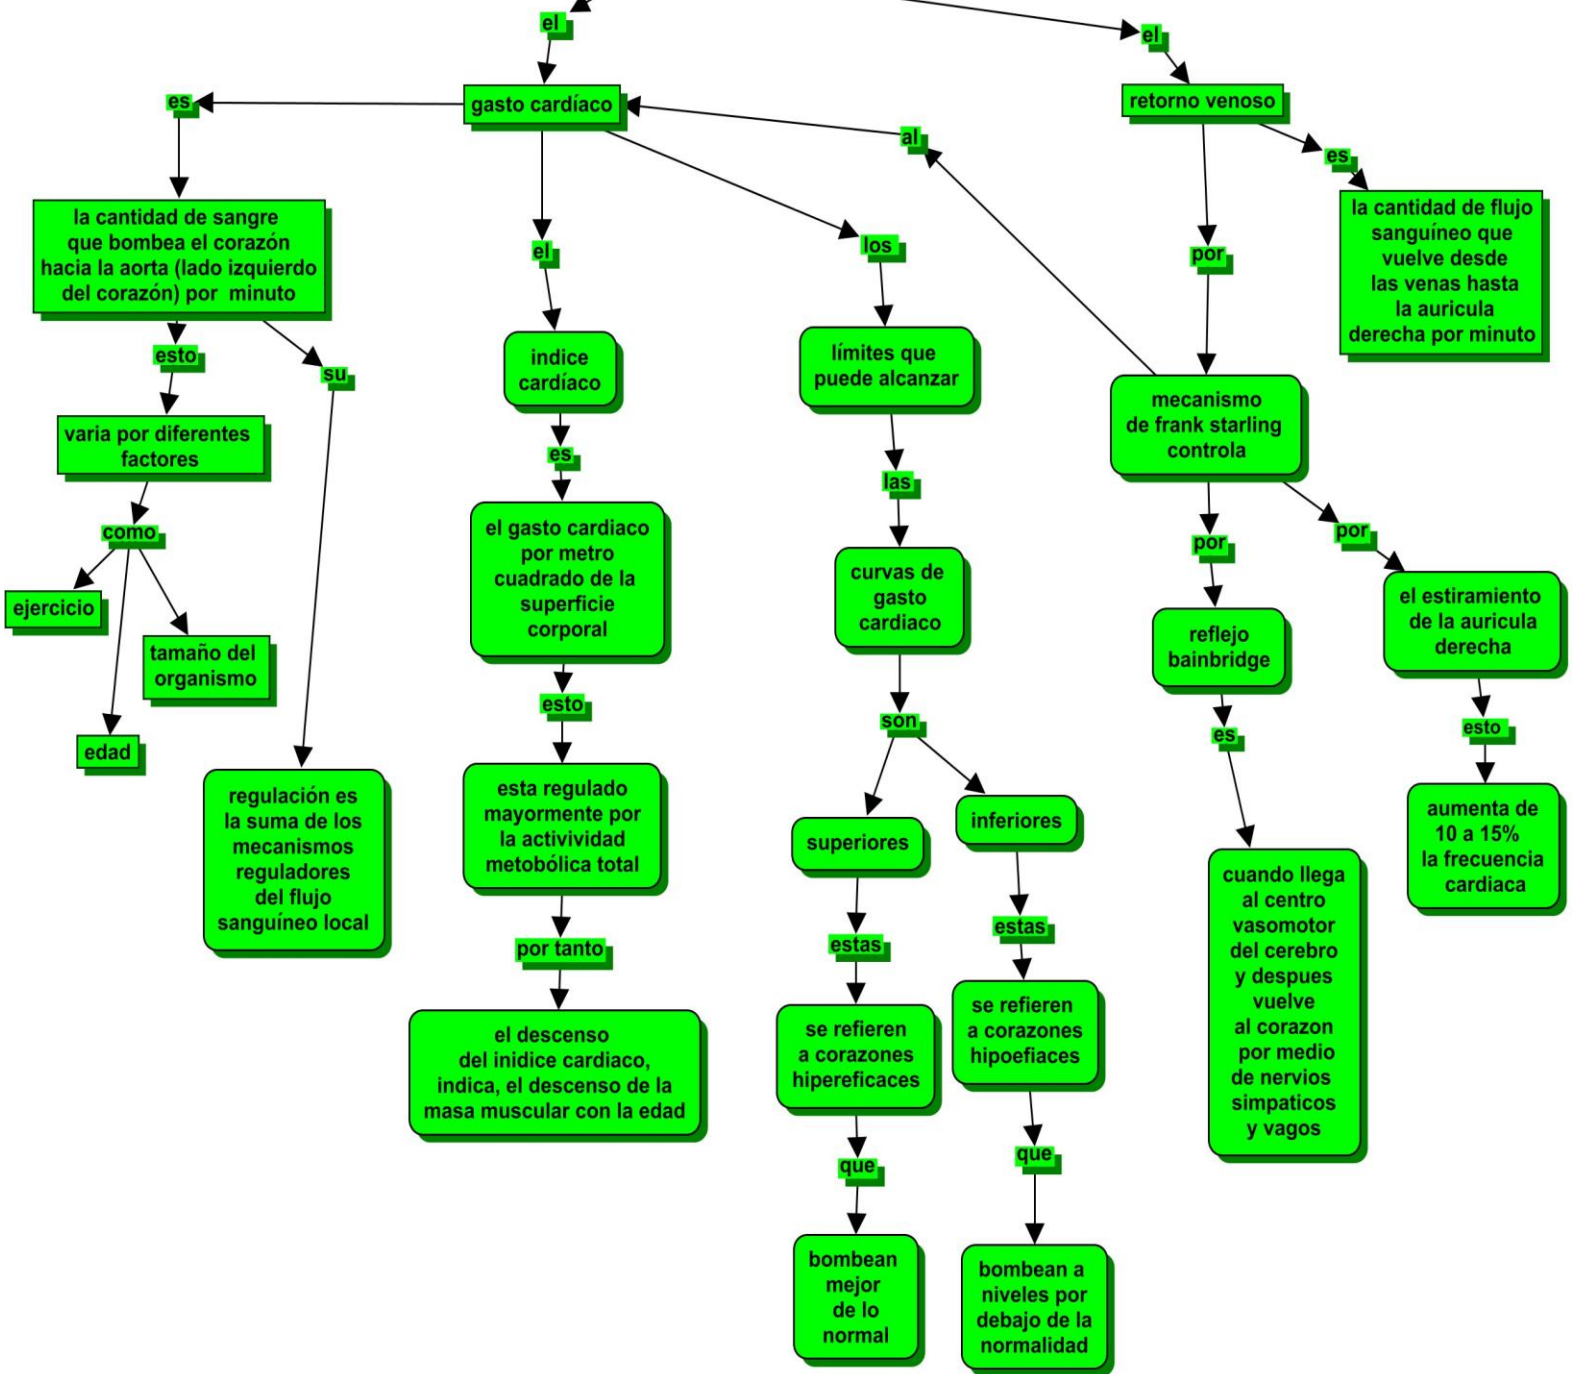 el
el
gasto cardíaco
retorno venoso
es
al
es
la cantidad de sangre
que bombea el corazón
hacia la aorta (lado izquierdo
del corazón) por minuto
el
los
por
la cantidad de flujo
sanguíneo que
vuelve desde
las venas hasta
la auricula
derecha por minuto
esto
su
indice
cardíaco
límites que
puede alcanzar
mecanismo
de frank starling
controla
varia por diferentes
factores
es
las
como
por
por
ejercicio
tamaño del
organismo
edad
el gasto cardiaco
por metro
cuadrado de la
superficie
corporal
curvas de
gasto
cardiaco
reflejo
bainbridge
el estiramiento
de la auricula
derecha
esto
son
es
esto
regulación es
la suma de los
mecanismos
reguladores
del flujo
sanguíneo local
esta regulado
mayormente por
la activividad
metobólica total
superiores
inferiores
aumenta de
10 a 15%
la frecuencia
cardiaca
cuando llega
al centro
vasomotor
del cerebro
y despues
vuelve
al corazon
por medio
de nervios
simpaticos
y vagos
por tanto
estas
estas
el descenso
del inidice cardiaco,
indica, el descenso de la
masa muscular con la edad
se refieren
a corazones
hipereficaces
se refieren
a corazones
hipoefiaces
que
que
bombean
mejor
de lo
normal
bombean a
niveles por
debajo de la
normalidad